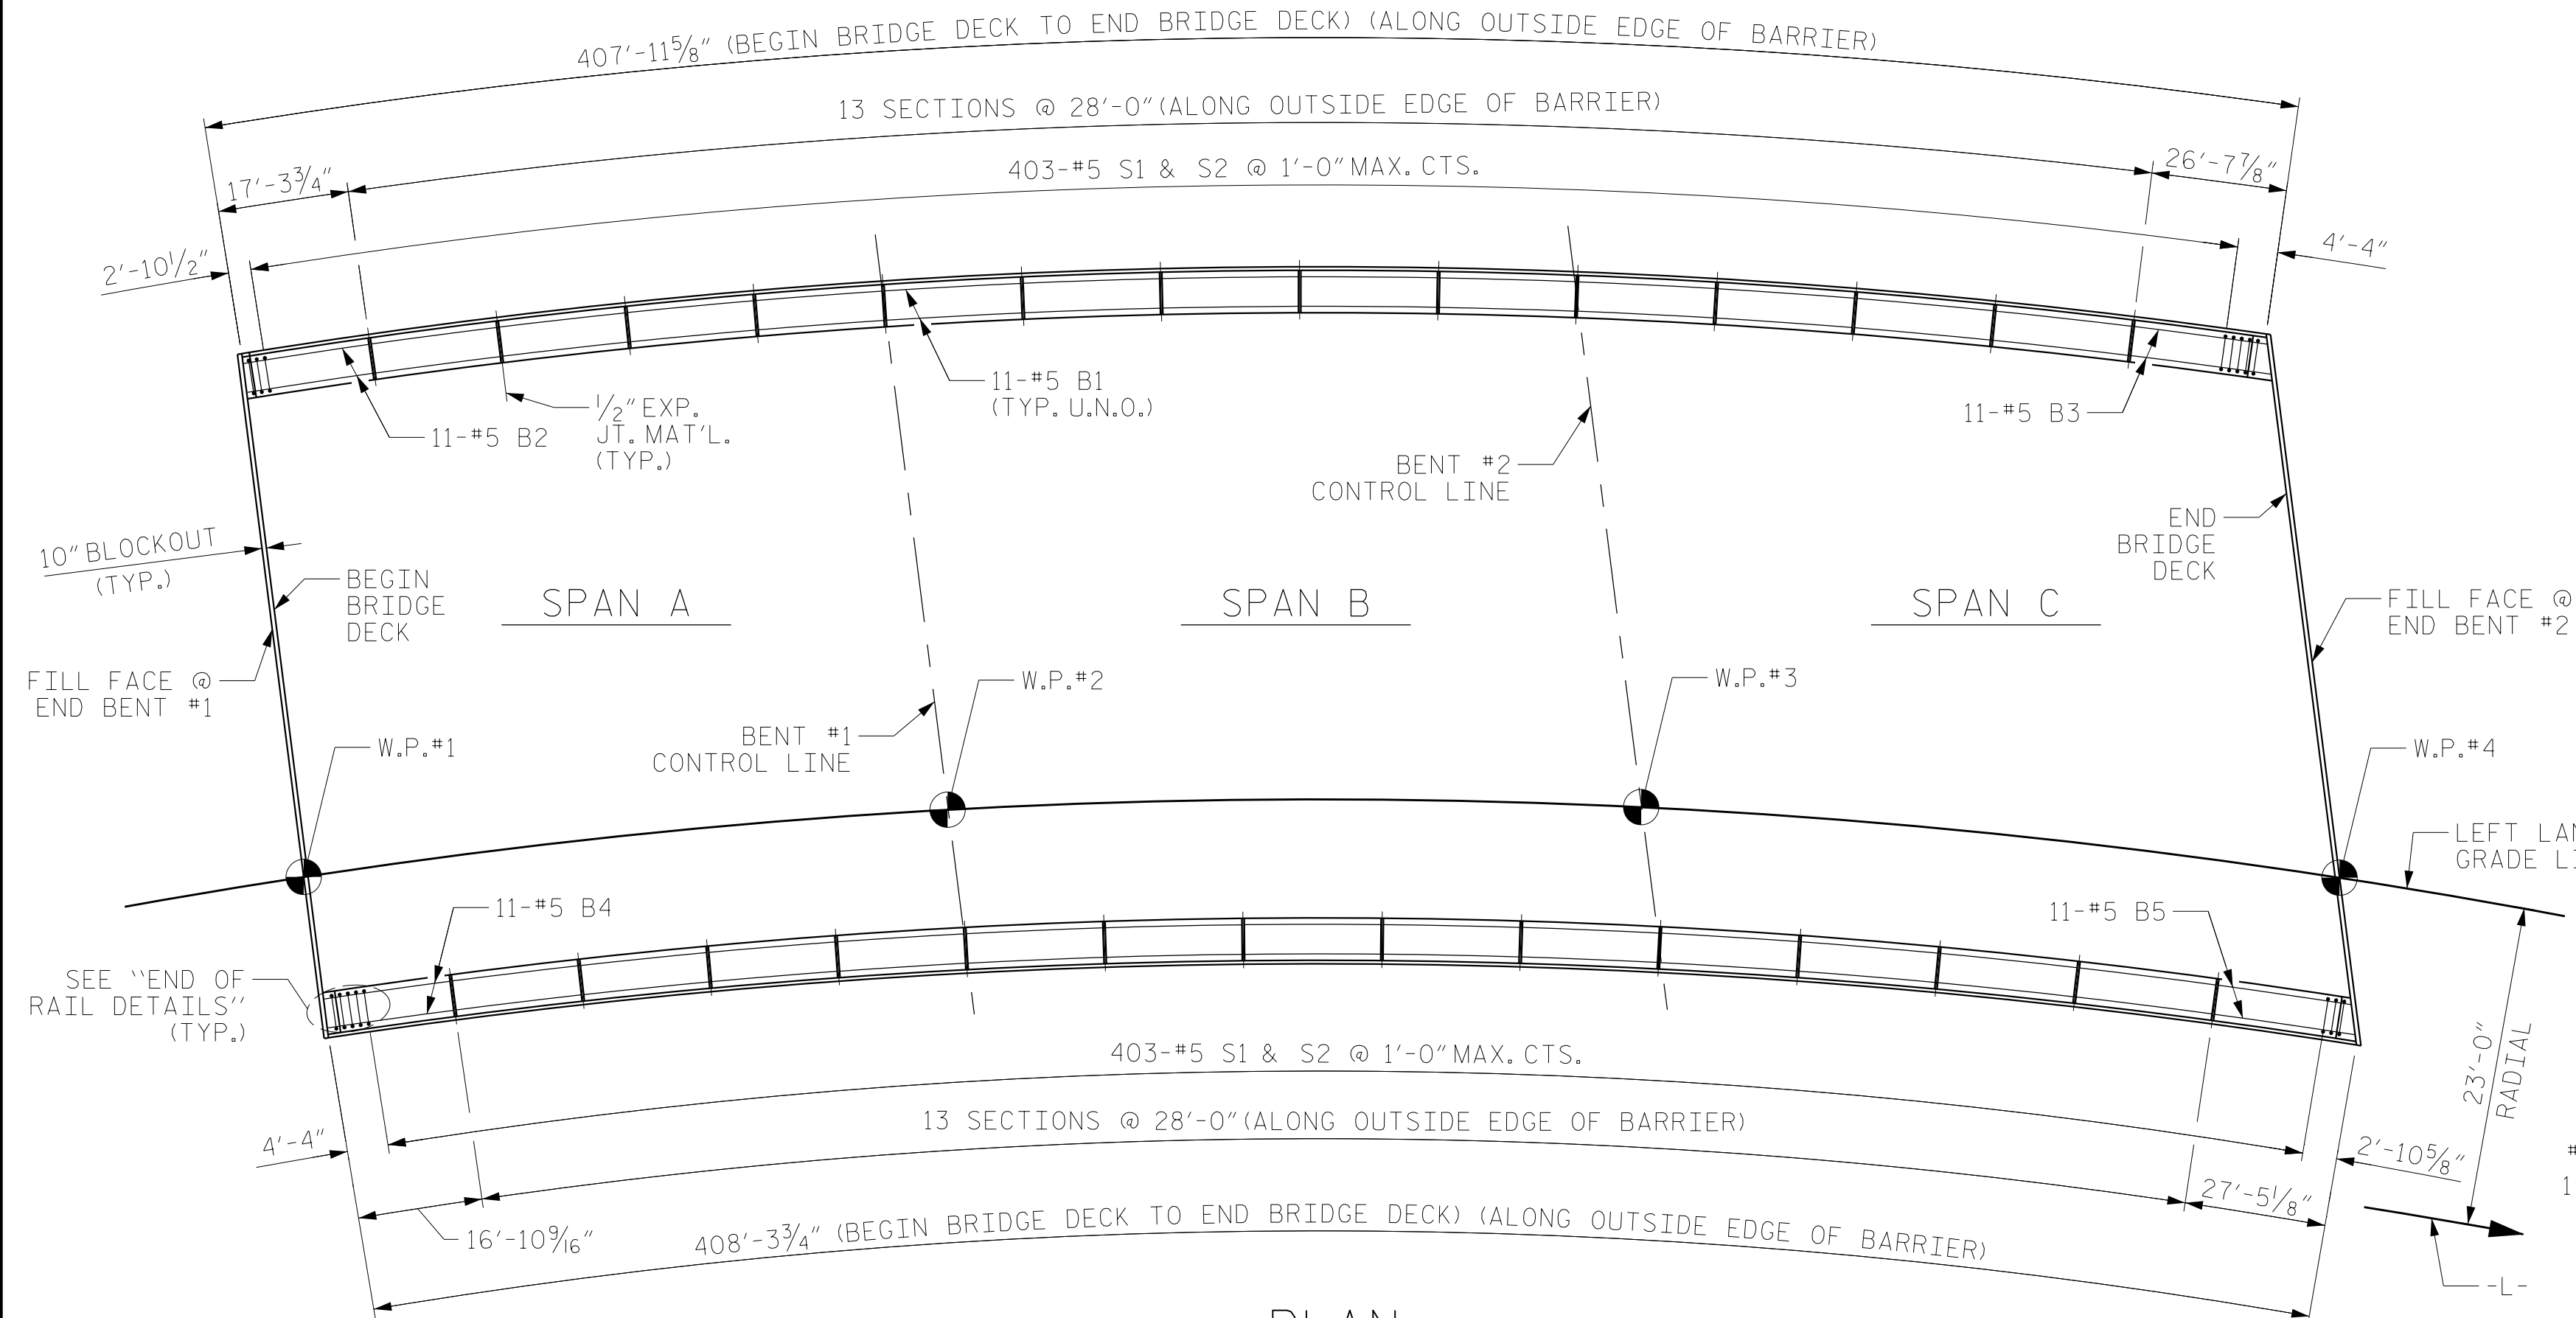 407'-11⅝" (BEGIN BRIDGE DECK TO END BRIDGE DECK) (ALONG OUTSIDE EDGE OF BARRIER)
13 SECTIONS @ 28'-0" (ALONG OUTSIDE EDGE OF BARRIER)
17'-3¾"
403-#5 S1 & S2 @ 1'-0" MAX. CTS.
26'-7⅞"
2'-10½"
4'-4"
11-#5 B2
½" EXP.
JT. MAT'L.
(TYP.)
11-#5 B1
(TYP. U.N.O.)
11-#5 B3
BENT #2
CONTROL LINE
10" BLOCKOUT
(TYP.)
BEGIN
BRIDGE
DECK
END
BRIDGE
DECK
SPAN A
SPAN B
SPAN C
FILL FACE @
END BENT #1
FILL FACE @
END BENT #2
W.P.#1
BENT #1
CONTROL LINE
W.P.#2
W.P.#3
W.P.#4
LEFT
GRADE
11-#5 B4
11-#5 B5
SEE "END OF
RAIL DETAILS"
(TYP.)
23'-0"
RADIAL
403-#5 S1 & S2 @ 1'-0" MAX. CTS.
13 SECTIONS @ 28'-0" (ALONG OUTSIDE EDGE OF BARRIER)
4'-4"
2'-10⅝"
16'-10⁹⁄₁₆"
27'-5⅛"
408'-3¾" (BEGIN BRIDGE DECK TO END BRIDGE DECK) (ALONG OUTSIDE EDGE OF BARRIER)
-L-
PLAN